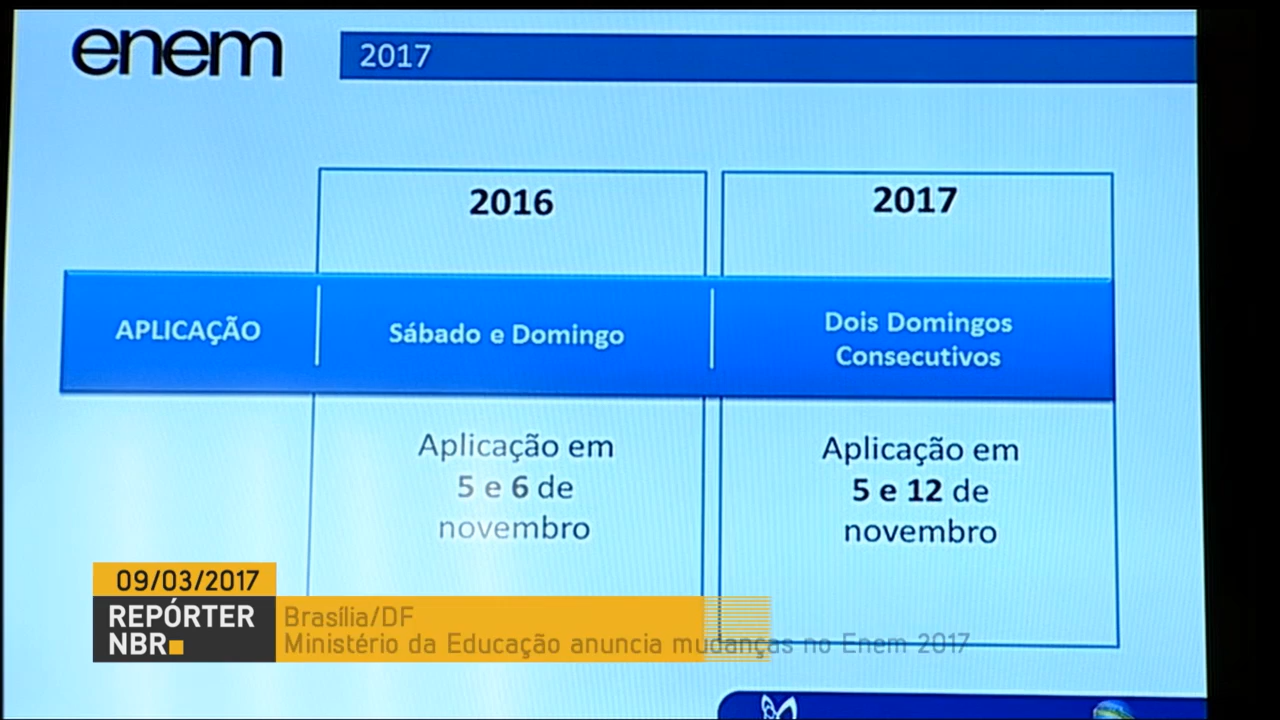 enem
2017
2016
2017
APLICAÇÃO
Sábado e Domingo
Dois Domingos
Consecutivos
Aplicação em
5 e 6 de
novembro
Aplicação em
5 e 12 de
novembro
09/03/2017
REPÓRTER
NBR
Brasília/DF
Ministério da Educação anuncia mudanças no Enem 2017